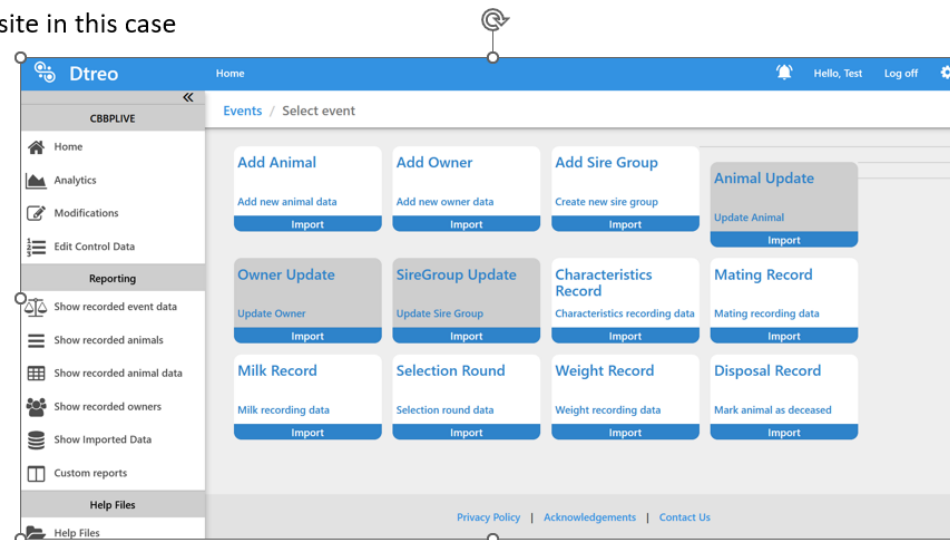 site in this case
Dtreo
Home
Hello, Test
Log off
CBBPLIVE
Home
Analytics
Modifications
Edit Control Data
Reporting
Show recorded event data
Show recorded animals
Show recorded animal data
Show recorded owners
Show Imported Data
Custom reports
Help Files
Help Files
Events / Select event
Add Animal
Add new animal data
Import
Add Owner
Add new owner data
Import
Add Sire Group
Create new sire group
Import
Animal Update
Update Animal
Import
Owner Update
Update Owner
Import
SireGroup Update
Update Sire Group
Import
Characteristics
Record
Characteristics recording data
Import
Mating Record
Mating recording data
Import
Milk Record
Milk recording data
Import
Selection Round
Selection round data
Import
Weight Record
Weight recording data
Import
Disposal Record
Mark animal as deceased
Import
Privacy Policy | Acknowledgements | Contact Us